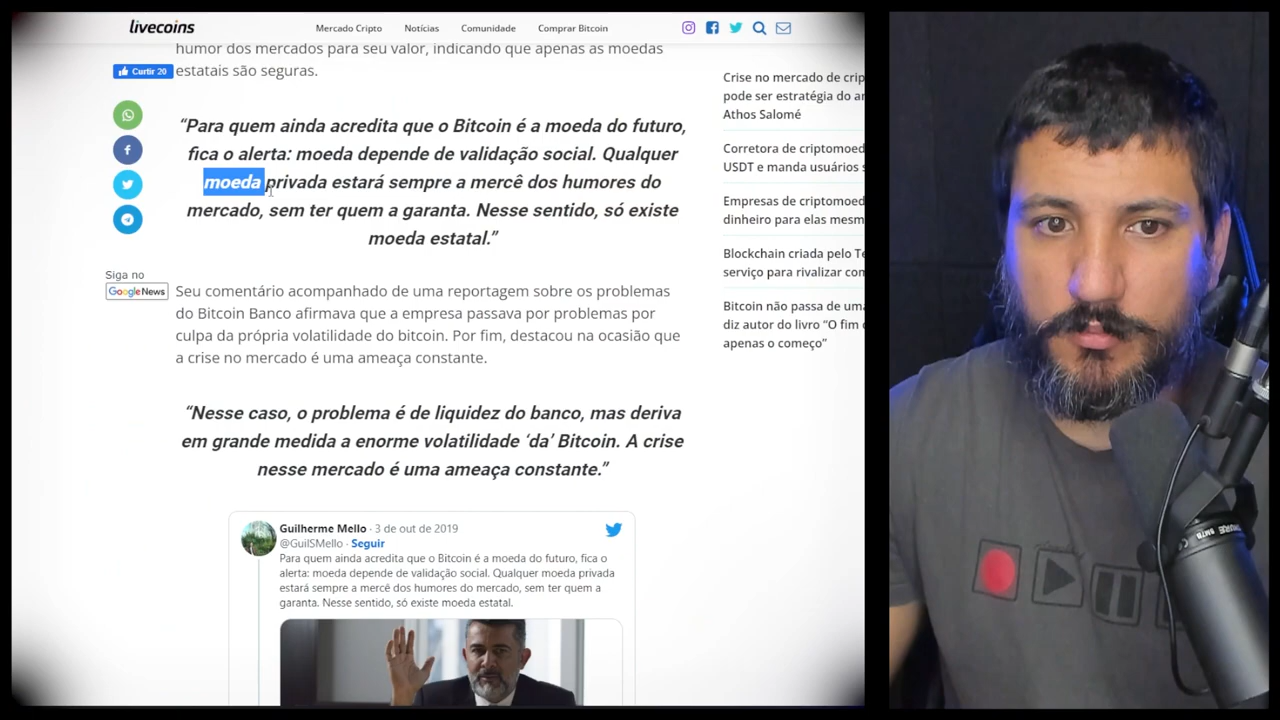 livecoins
Mercado Cripto Notícias Comunidade Comprar Bitcoin
humor dos mercados para seu valor, indicando que apenas as moedas
estatais são seguras.
Curtir 20
“Para quem ainda acredita que o Bitcoin é a moeda do futuro,
fica o alerta: moeda depende de validação social. Qualquer
moeda privada estará sempre a mercê dos humores do
mercado, sem ter quem a garanta. Nesse sentido, só existe
moeda estatal.”
Siga no
Google News
Seu comentário acompanhado de uma reportagem sobre os problemas
do Bitcoin Banco afirmava que a empresa passava por problemas por
culpa da própria volatilidade do bitcoin. Por fim, destacou na ocasião que
a crise no mercado é uma ameaça constante.
“Nesse caso, o problema é de liquidez do banco, mas deriva
em grande medida a enorme volatilidade ‘da’ Bitcoin. A crise
nesse mercado é uma ameaça constante.”
Guilherme Mello · 3 de out de 2019
@GuilSMello · Seguir
Para quem ainda acredita que o Bitcoin é a moeda do futuro, fica o
alerta: moeda depende de validação social. Qualquer moeda privada
estará sempre a mercê dos humores do mercado, sem ter quem a
garanta. Nesse sentido, só existe moeda estatal.
Crise no mercado de crip
pode ser estratégia do an
Athos Salomé
Corretora de criptomoed
USDT e manda usuários s
Empresas de criptomoed
dinheiro para elas mesm
Blockchain criada pelo Te
serviço para rivalizar com
Bitcoin não passa de uma
diz autor do livro “O fim d
apenas o começo”